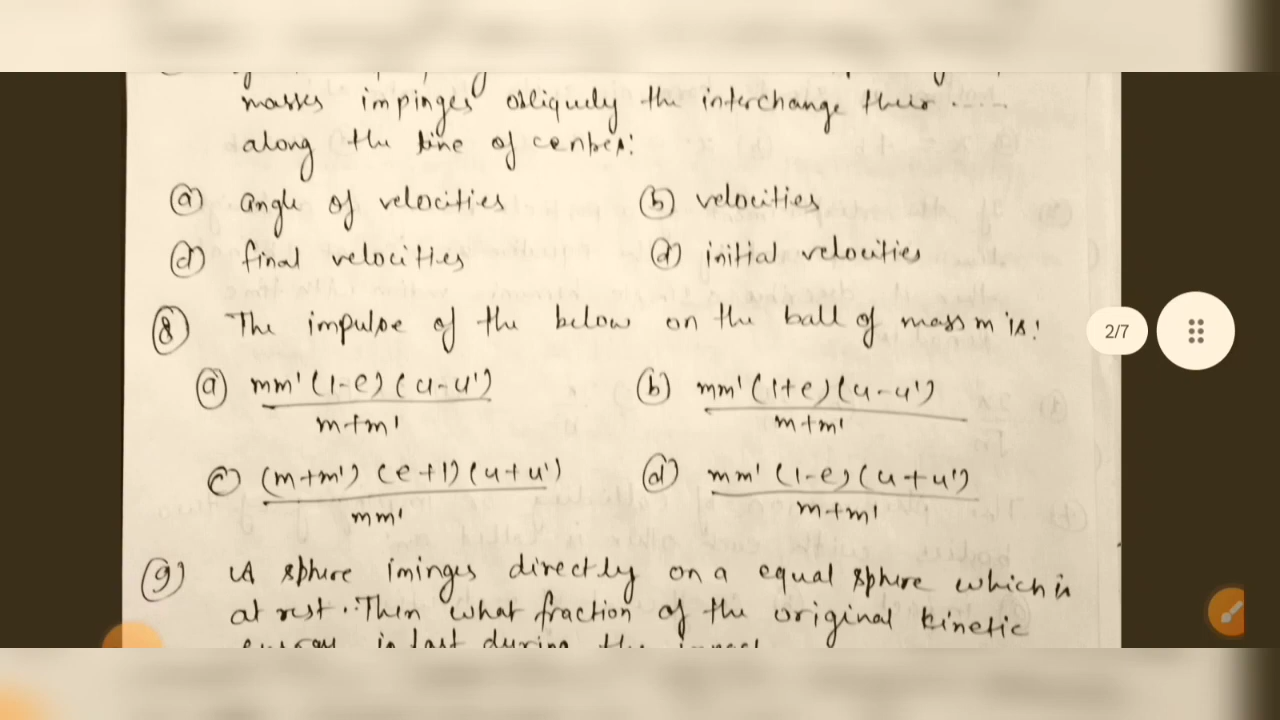 masses impinges obliquely the interchange their .....
along the line of center:
(a) angle of velocities (b) velocities
(d) final velocities (d) initial velocities
(8) The impulse of the below on the ball of mass m is:
(a) mm' (1-e) (u-u') / m+m' (b) mm' (1+e) (u-u') / m+m'
(c) (m+m') (e+1) (u+u') / mm' (d) mm' (1-e) (u+u') / m+m'
(9) A sphire iminges directly on a equal sphire which is
at rest. Then what fraction of the original kinetic
2/7